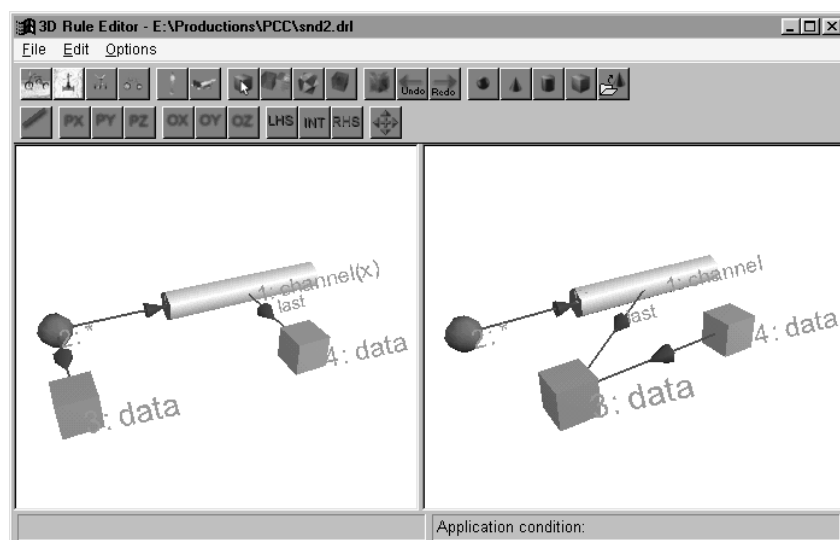 3D Rule Editor - E:\Productions\PCC\snd2.drl
File Edit Options
Undo Redo
PX PY PZ OX OY OZ LHS INT RHS
1: channel(x)
last
2: *
4: data
3: data
1: channel
last
2: *
4: data
3: data
Application condition: